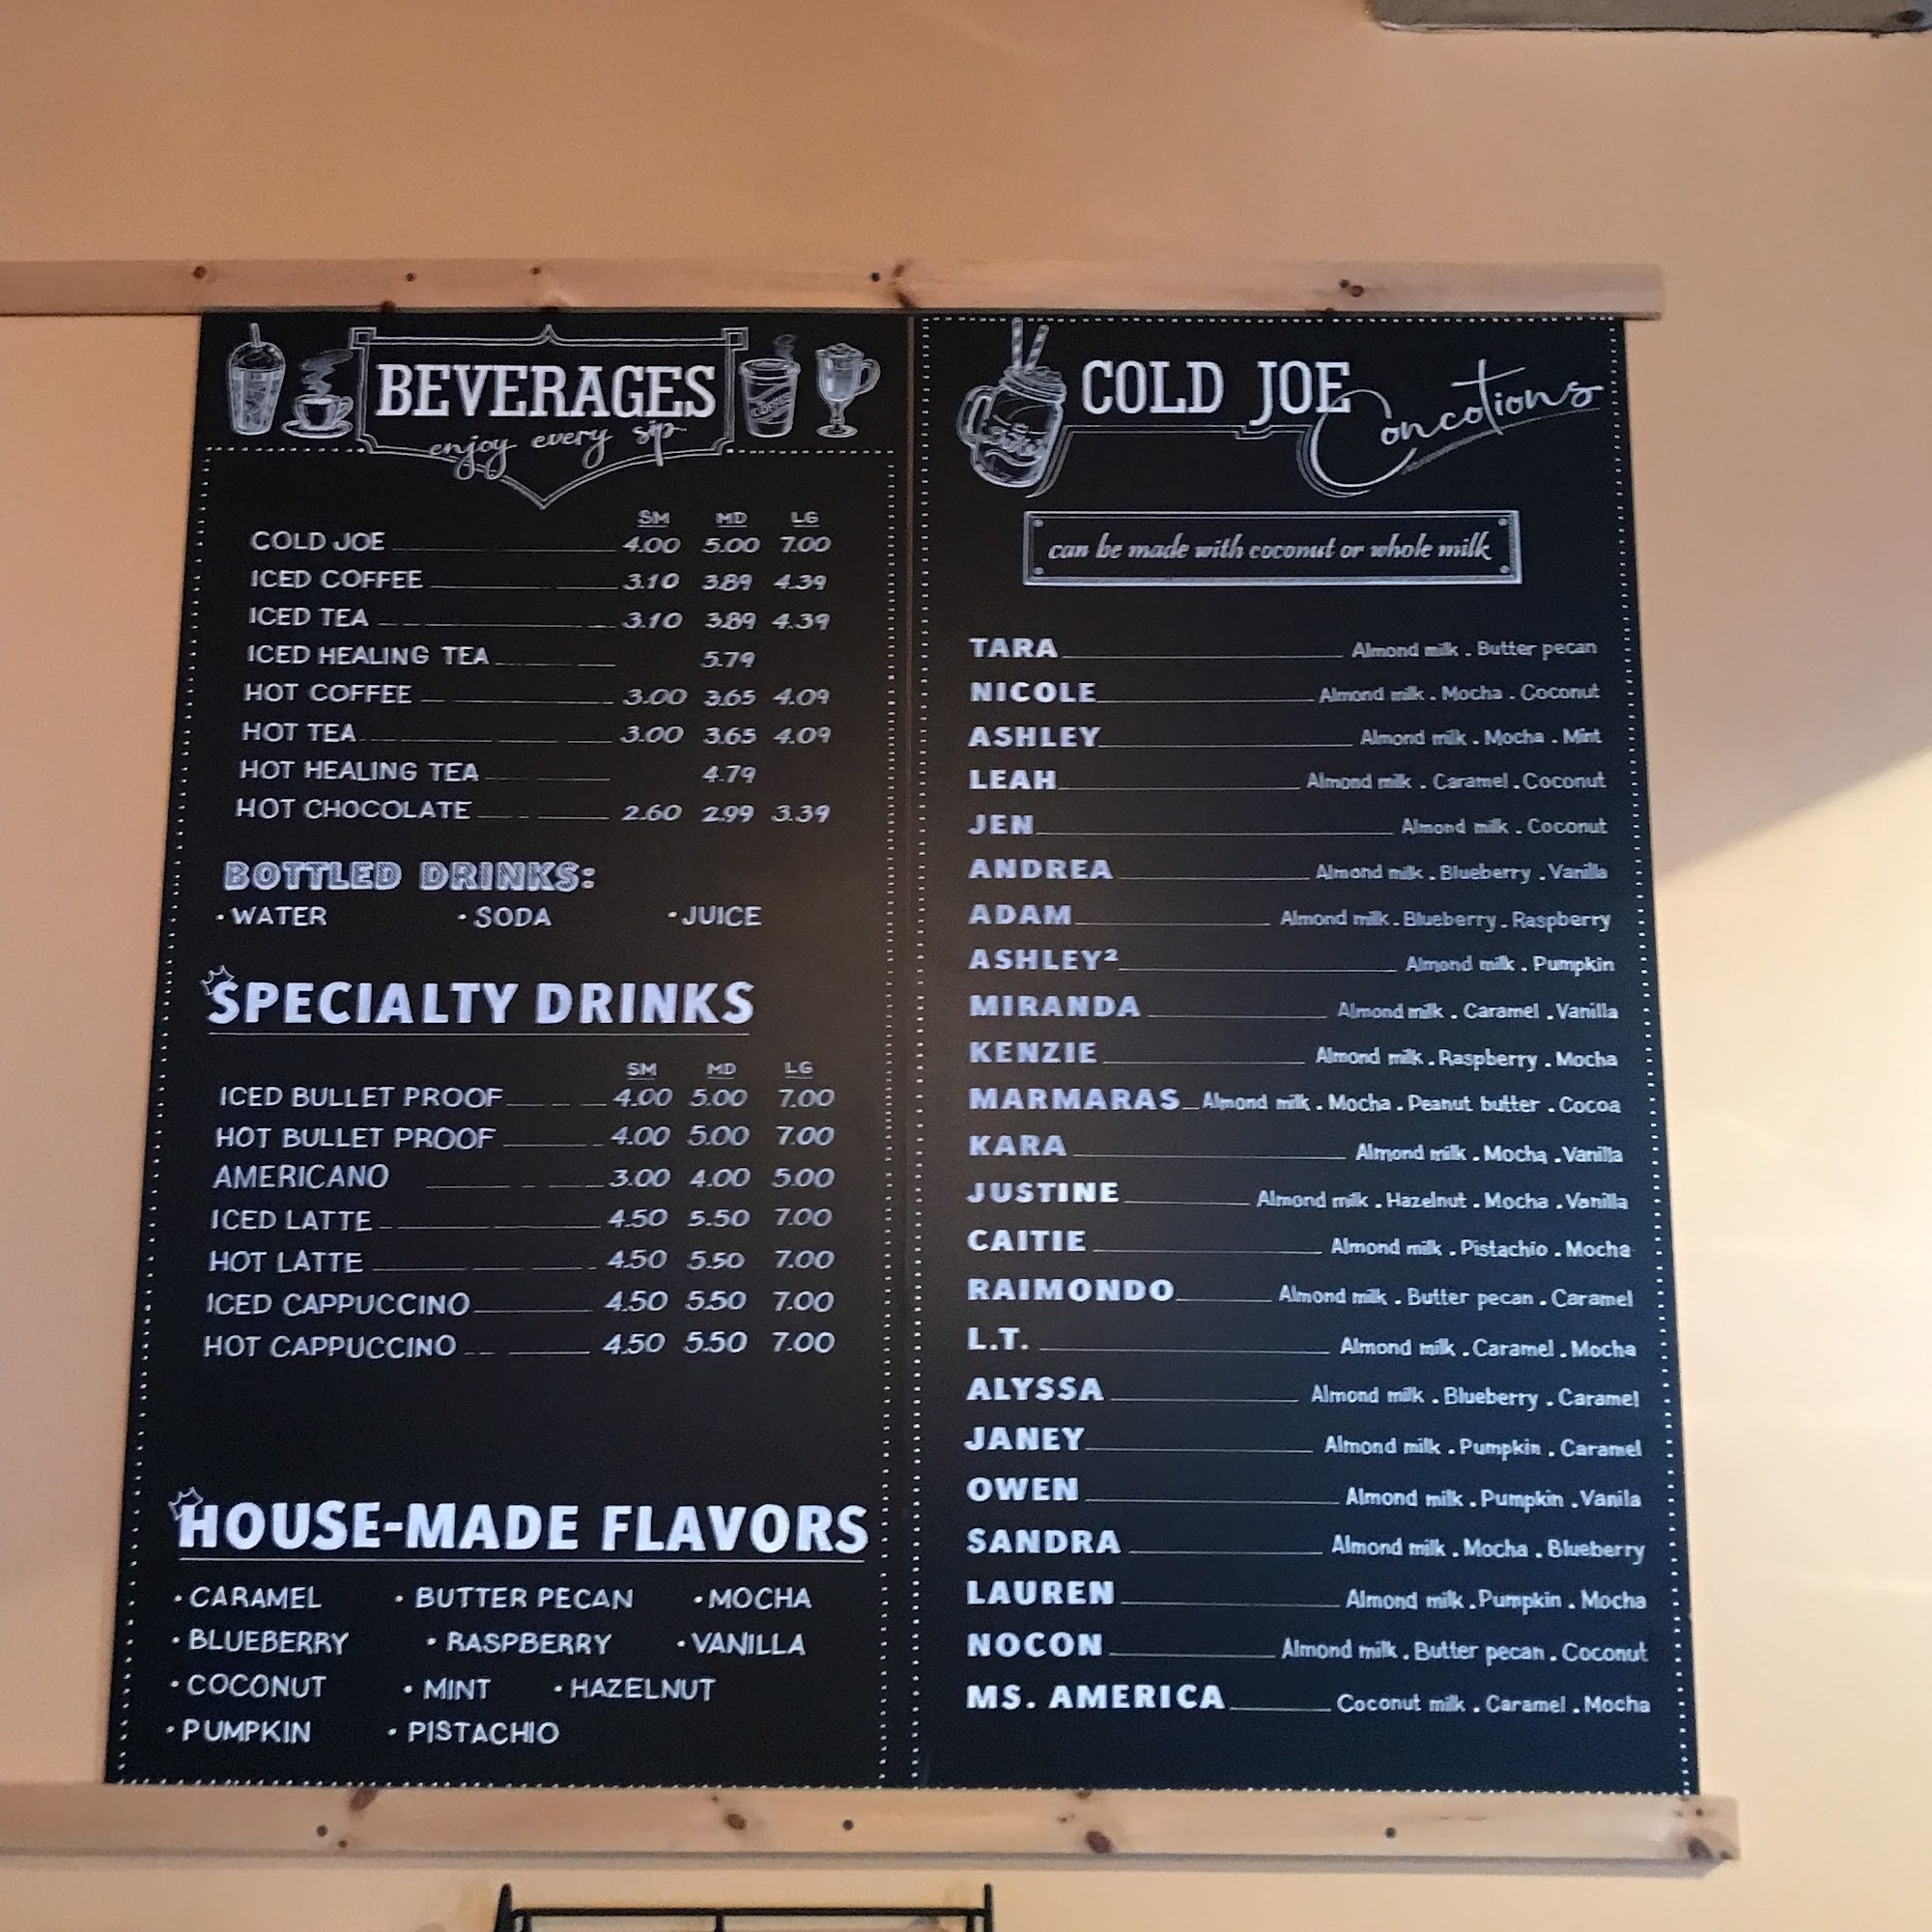 BEVERAGES
enjoy every sip
SM MD LG
COLD JOE 4.00 5.00 7.00
ICED COFFEE 3.10 3.89 4.39
ICED TEA 3.10 3.89 4.39
ICED HEALING TEA 5.79
HOT COFFEE 3.00 3.65 4.09
HOT TEA 3.00 3.65 4.09
HOT HEALING TEA 4.79
HOT CHOCOLATE 2.60 2.99 3.39
BOTTLED DRINKS:
• WATER • SODA • JUICE
SPECIALTY DRINKS
SM MD LG
ICED BULLET PROOF 4.00 5.00 7.00
HOT BULLET PROOF 4.00 5.00 7.00
AMERICANO 3.00 4.00 5.00
ICED LATTE 4.50 5.50 7.00
HOT LATTE 4.50 5.50 7.00
ICED CAPPUCCINO 4.50 5.50 7.00
HOT CAPPUCCINO 4.50 5.50 7.00
HOUSE-MADE FLAVORS
• CARAMEL • BUTTER PECAN • MOCHA
• BLUEBERRY • RASPBERRY • VANILLA
• COCONUT • MINT • HAZELNUT
• PUMPKIN • PISTACHIO
COLD JOE Concotions
can be made with coconut or whole milk
TARA Almond milk . Butter pecan
NICOLE Almond milk . Mocha . Coconut
ASHLEY Almond milk . Mocha . Mint
LEAH Almond milk . Caramel . Coconut
JEN Almond milk . Coconut
ANDREA Almond milk . Blueberry . Vanilla
ADAM Almond milk . Blueberry . Raspberry
ASHLEY² Almond milk . Pumpkin
MIRANDA Almond milk . Caramel . Vanilla
KENZIE Almond milk . Raspberry . Mocha
MARMARAS Almond milk . Mocha . Peanut butter . Cocoa
KARA Almond milk . Mocha . Vanilla
JUSTINE Almond milk . Hazelnut . Mocha . Vanilla
CAITIE Almond milk . Pistachio . Mocha
RAIMONDO Almond milk . Butter pecan . Caramel
L.T. Almond milk . Caramel . Mocha
ALYSSA Almond milk . Blueberry . Caramel
JANEY Almond milk . Pumpkin . Caramel
OWEN Almond milk . Pumpkin . Vanila
SANDRA Almond milk . Mocha . Blueberry
LAUREN Almond milk . Pumpkin . Mocha
NOCON Almond milk . Butter pecan . Coconut
MS. AMERICA Coconut milk . Caramel . Mocha